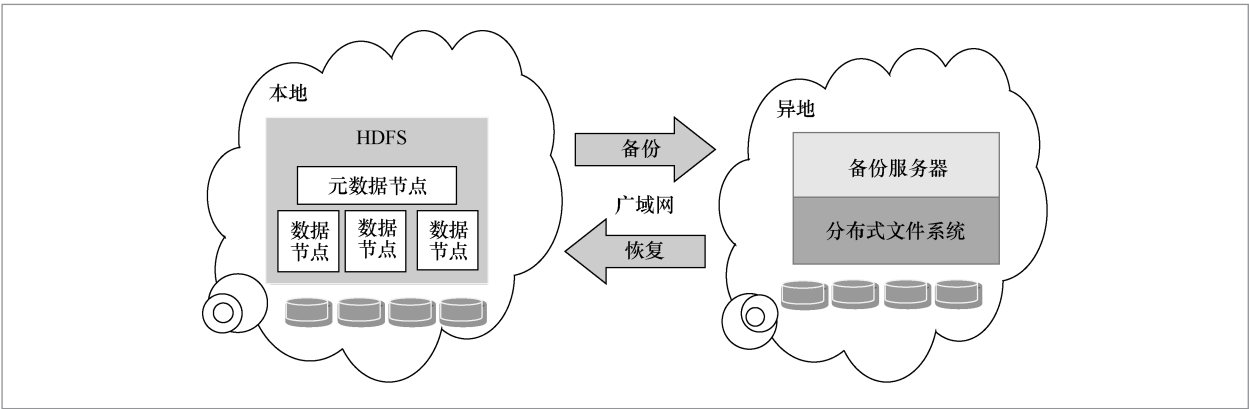 本地
HDFS
元数据节点
数据
节点
数据
节点
数据
节点
备份
广域网
恢复
异地
备份服务器
分布式文件系统